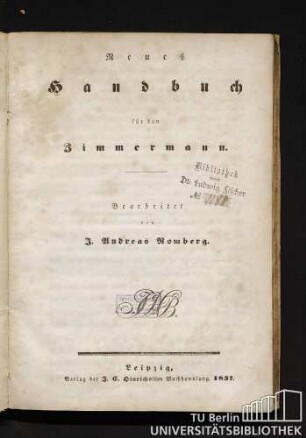 Neues
Handbuch
für den
Zimmermann.
Bibliothek
Dr. Ludwig Fischer
№
Bearbeitet
von
J. Andreas Romberg.
Leipzig,
Verlag der J. C. Hinrichsschen Buchhandlung. 1831.
TU Berlin
UNIVERSITÄTSBIBLIOTHEK